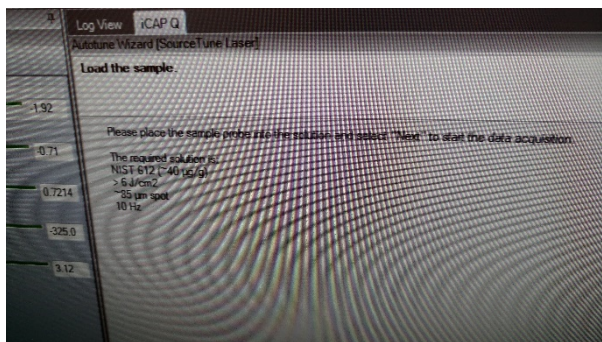 Log View iCAP Q
Autotune Wizard [SourceTune Laser]
Load the sample.
-1.92
Please place the sample probe into the solution and select "Next" to start the data acquisition.
-0.71
The required solution is:
NIST 612 (~40 µg/g)
> 6 J/cm2
0.7214
~35 µm spot
10 Hz
-325.0
3.12